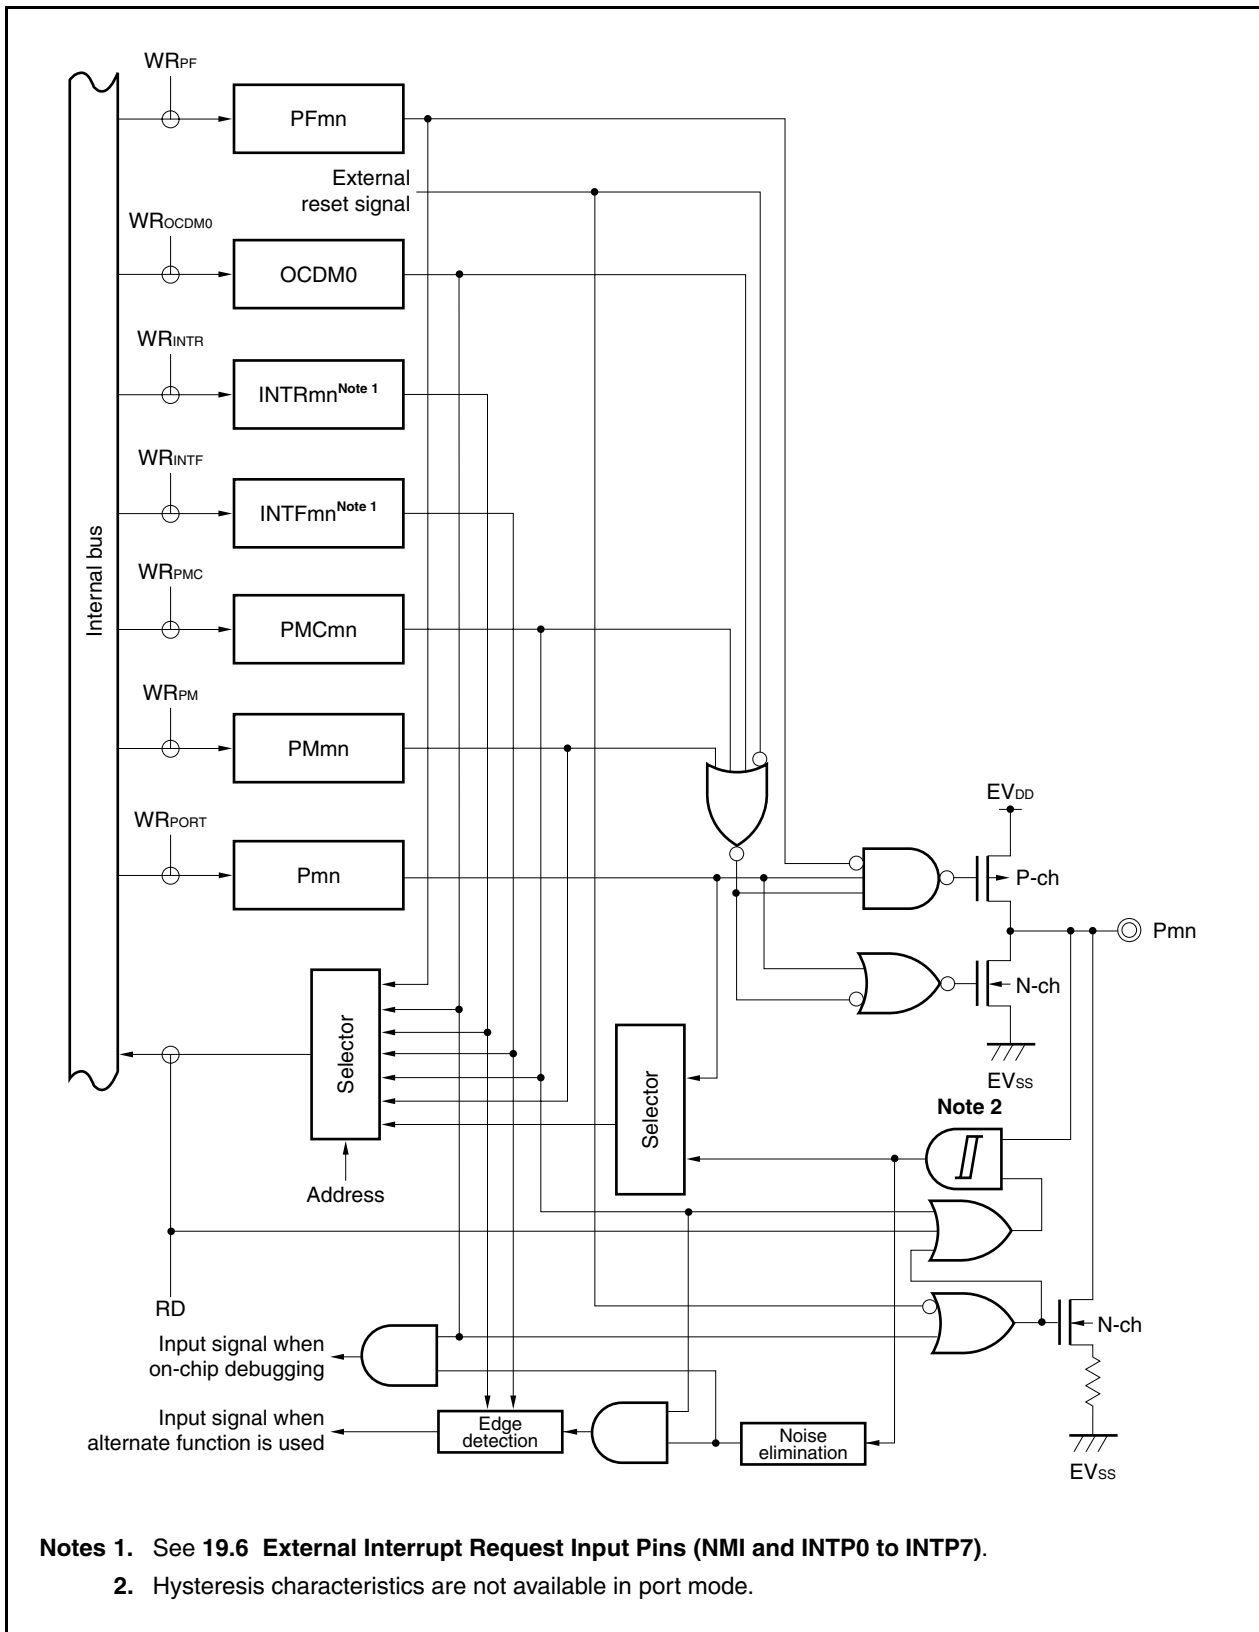 WRPF
PFmn
External
reset signal
WROCDM0
OCDM0
WRINTR
INTRmnNote 1
WRINTF
INTFmnNote 1
Internal bus
WRPMC
PMCmn
WRPM
PMmn
EVDD
WRPORT
Pmn
P-ch
Pmn
N-ch
Selector
Selector
EVSS
Note 2
Address
RD
N-ch
Input signal when
on-chip debugging
Input signal when
alternate function is used
Edge
detection
Noise
elimination
EVSS
Notes 1. See 19.6 External Interrupt Request Input Pins (NMI and INTP0 to INTP7).
2. Hysteresis characteristics are not available in port mode.